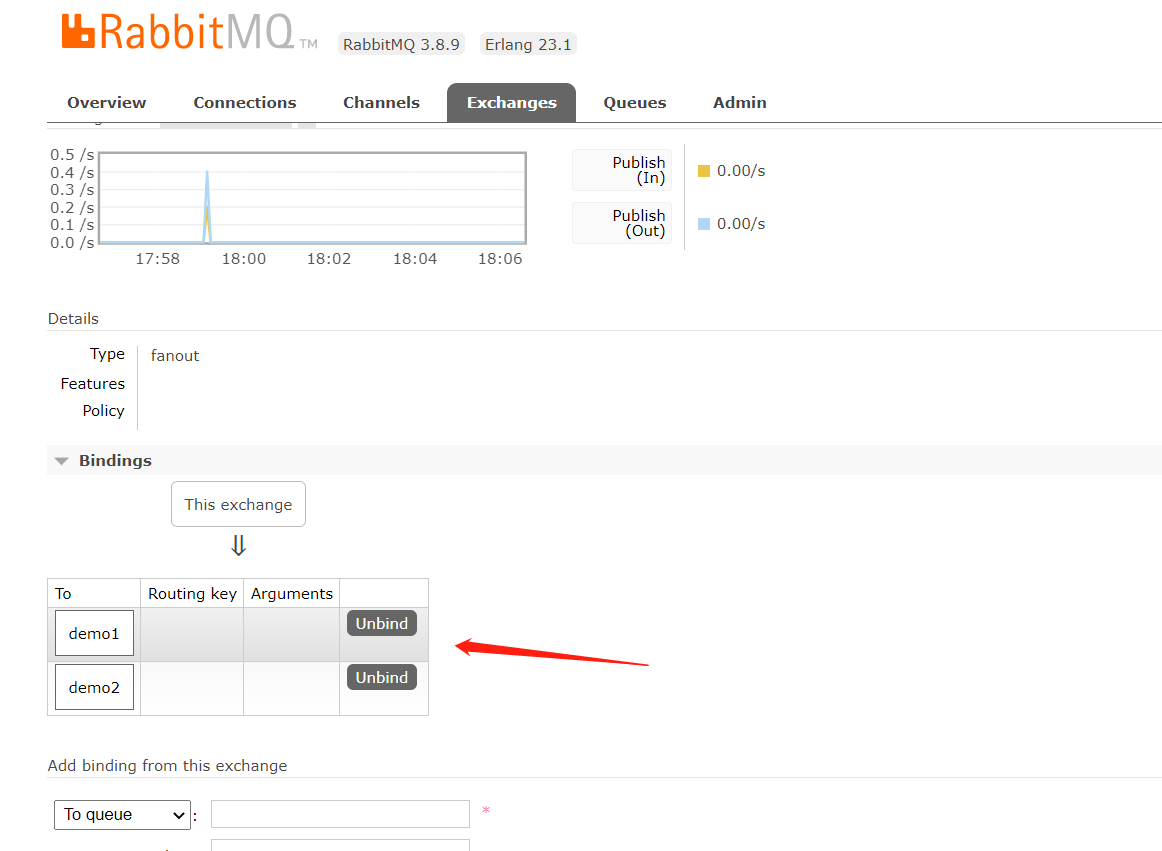 RabbitMQ TM RabbitMQ 3.8.9 Erlang 23.1
Overview Connections Channels Exchanges Queues Admin
0.5 /s
0.4 /s
0.3 /s
0.2 /s
0.1 /s
0.0 /s
17:58 18:00 18:02 18:04 18:06
Publish
(In)
0.00/s
Publish
(Out)
0.00/s
Details
Type fanout
Features
Policy
Bindings
This exchange
⇓
To Routing key Arguments
demo1 Unbind
demo2 Unbind
Add binding from this exchange
To queue : *